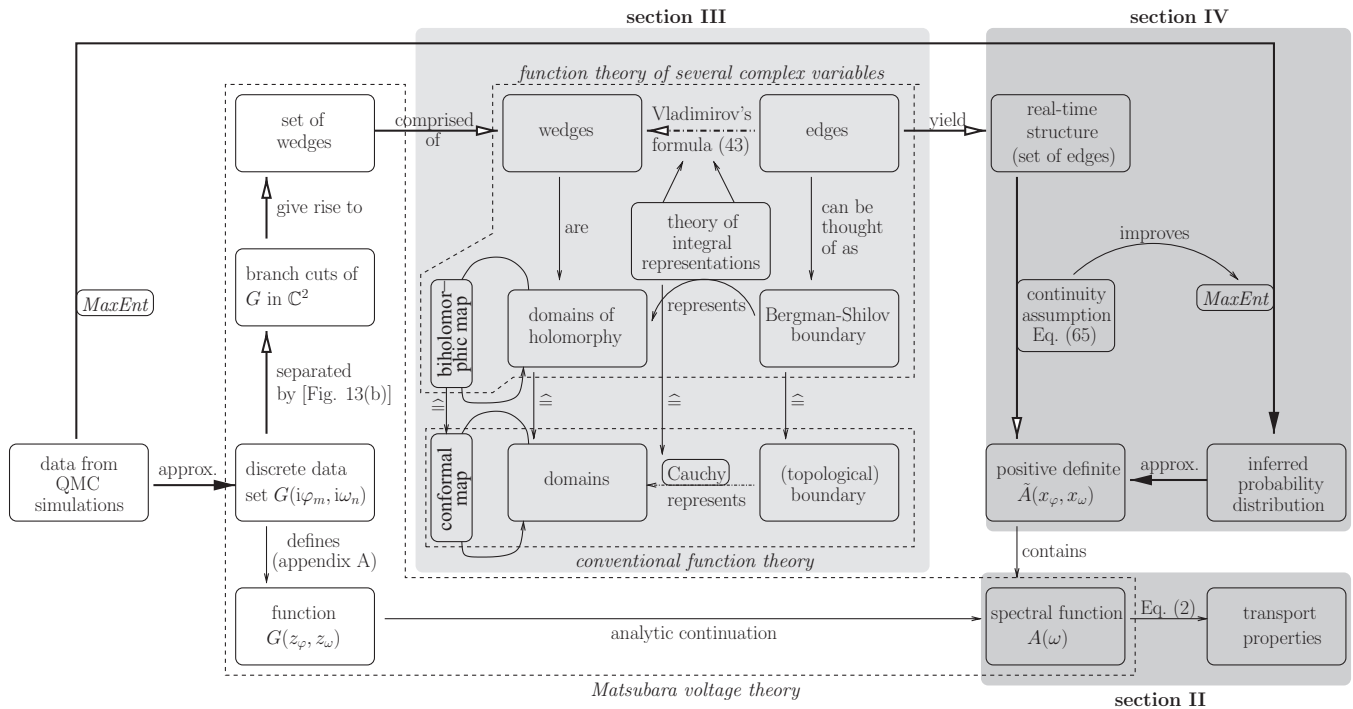 section III
section IV
function theory of several complex variables
set of
wedges
comprised
of
wedges
Vladimirov's
formula (43)
edges
yield
real-time
structure
(set of edges)
give rise to
are
theory of
integral
representations
can be
thought
of as
improves
branch cuts of
G in ℂ²
MaxEnt
biholomor–
phic map
domains of
holomorphy
represents
Bergman-Shilov
boundary
continuity
assumption
Eq. (65)
MaxEnt
separated
by [Fig. 13(b)]
≙
≙
≙
≙
data from
QMC
simulations
approx.
discrete data
set G(iφₘ, iωₙ)
conformal
map
domains
Cauchy
represents
(topological)
boundary
positive definite
Ã(x_φ, x_ω)
approx.
inferred
probability
distribution
defines
(appendix A)
conventional function theory
contains
function
G(z_φ, z_ω)
analytic continuation
spectral function
A(ω)
Eq. (2)
transport
properties
Matsubara voltage theory
section II